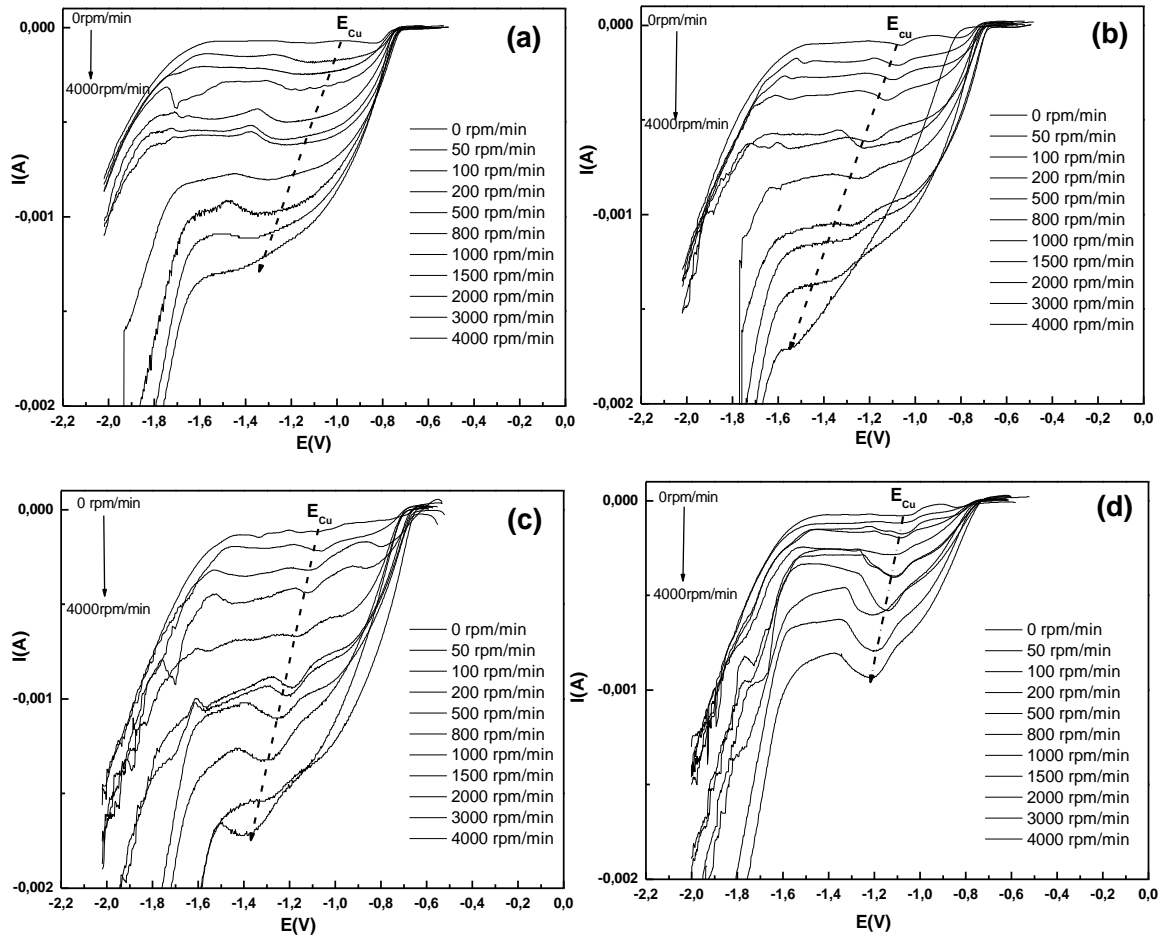 0rpm/min
4000rpm/min
E_Cu
(a)
0,000
-0,001
-0,002
I(A)
0 rpm/min
50 rpm/min
100 rpm/min
200 rpm/min
500 rpm/min
800 rpm/min
1000 rpm/min
1500 rpm/min
2000 rpm/min
3000 rpm/min
4000 rpm/min
-2,2 -2,0 -1,8 -1,6 -1,4 -1,2 -1,0 -0,8 -0,6 -0,4 -0,2 0,0
E(V)
0rpm/min
4000rpm/min
E_cu
(b)
0,000
-0,001
-0,002
I(A)
0 rpm/min
50 rpm/min
100 rpm/min
200 rpm/min
500 rpm/min
800 rpm/min
1000 rpm/min
1500 rpm/min
2000 rpm/min
3000 rpm/min
4000 rpm/min
-2,2 -2,0 -1,8 -1,6 -1,4 -1,2 -1,0 -0,8 -0,6 -0,4 -0,2 0,0
E(V)
0 rpm/min
4000rpm/min
E_Cu
(c)
0,000
-0,001
-0,002
I(A)
0 rpm/min
50 rpm/min
100 rpm/min
200 rpm/min
500 rpm/min
800 rpm/min
1000 rpm/min
1500 rpm/min
2000 rpm/min
3000 rpm/min
4000 rpm/min
-2,2 -2,0 -1,8 -1,6 -1,4 -1,2 -1,0 -0,8 -0,6 -0,4 -0,2 0,0
E(V)
0rpm/min
4000rpm/min
E_Cu
(d)
0,000
-0,001
-0,002
I(A)
0 rpm/min
50 rpm/min
100 rpm/min
200 rpm/min
500 rpm/min
800 rpm/min
1000 rpm/min
1500 rpm/min
2000 rpm/min
3000 rpm/min
4000 rpm/min
-2,2 -2,0 -1,8 -1,6 -1,4 -1,2 -1,0 -0,8 -0,6 -0,4 -0,2 0,0
E(V)